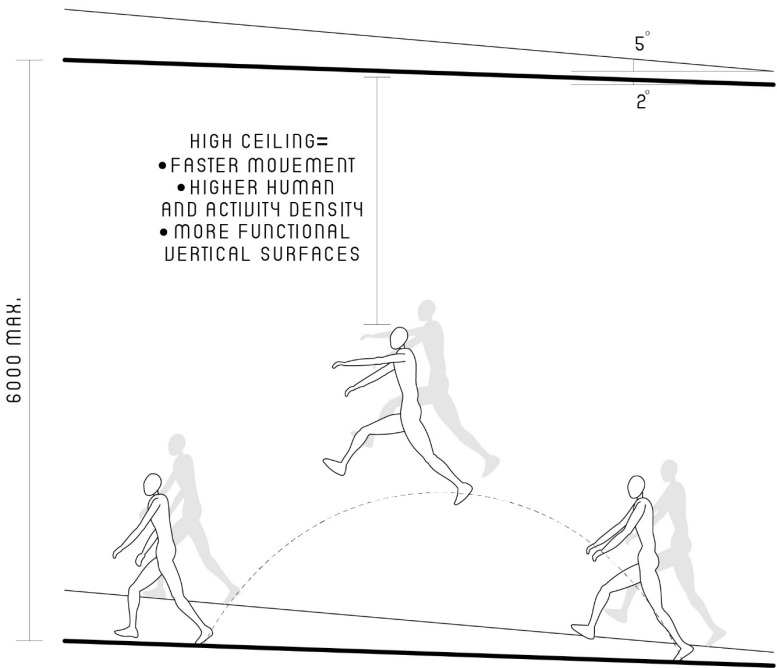 5°
2°
HIGH CEILING=
•FASTER MOVEMENT
•HIGHER HUMAN
AND ACTIVITY DENSITY
•MORE FUNCTIONAL
VERTICAL SURFACES
6000 MAX.